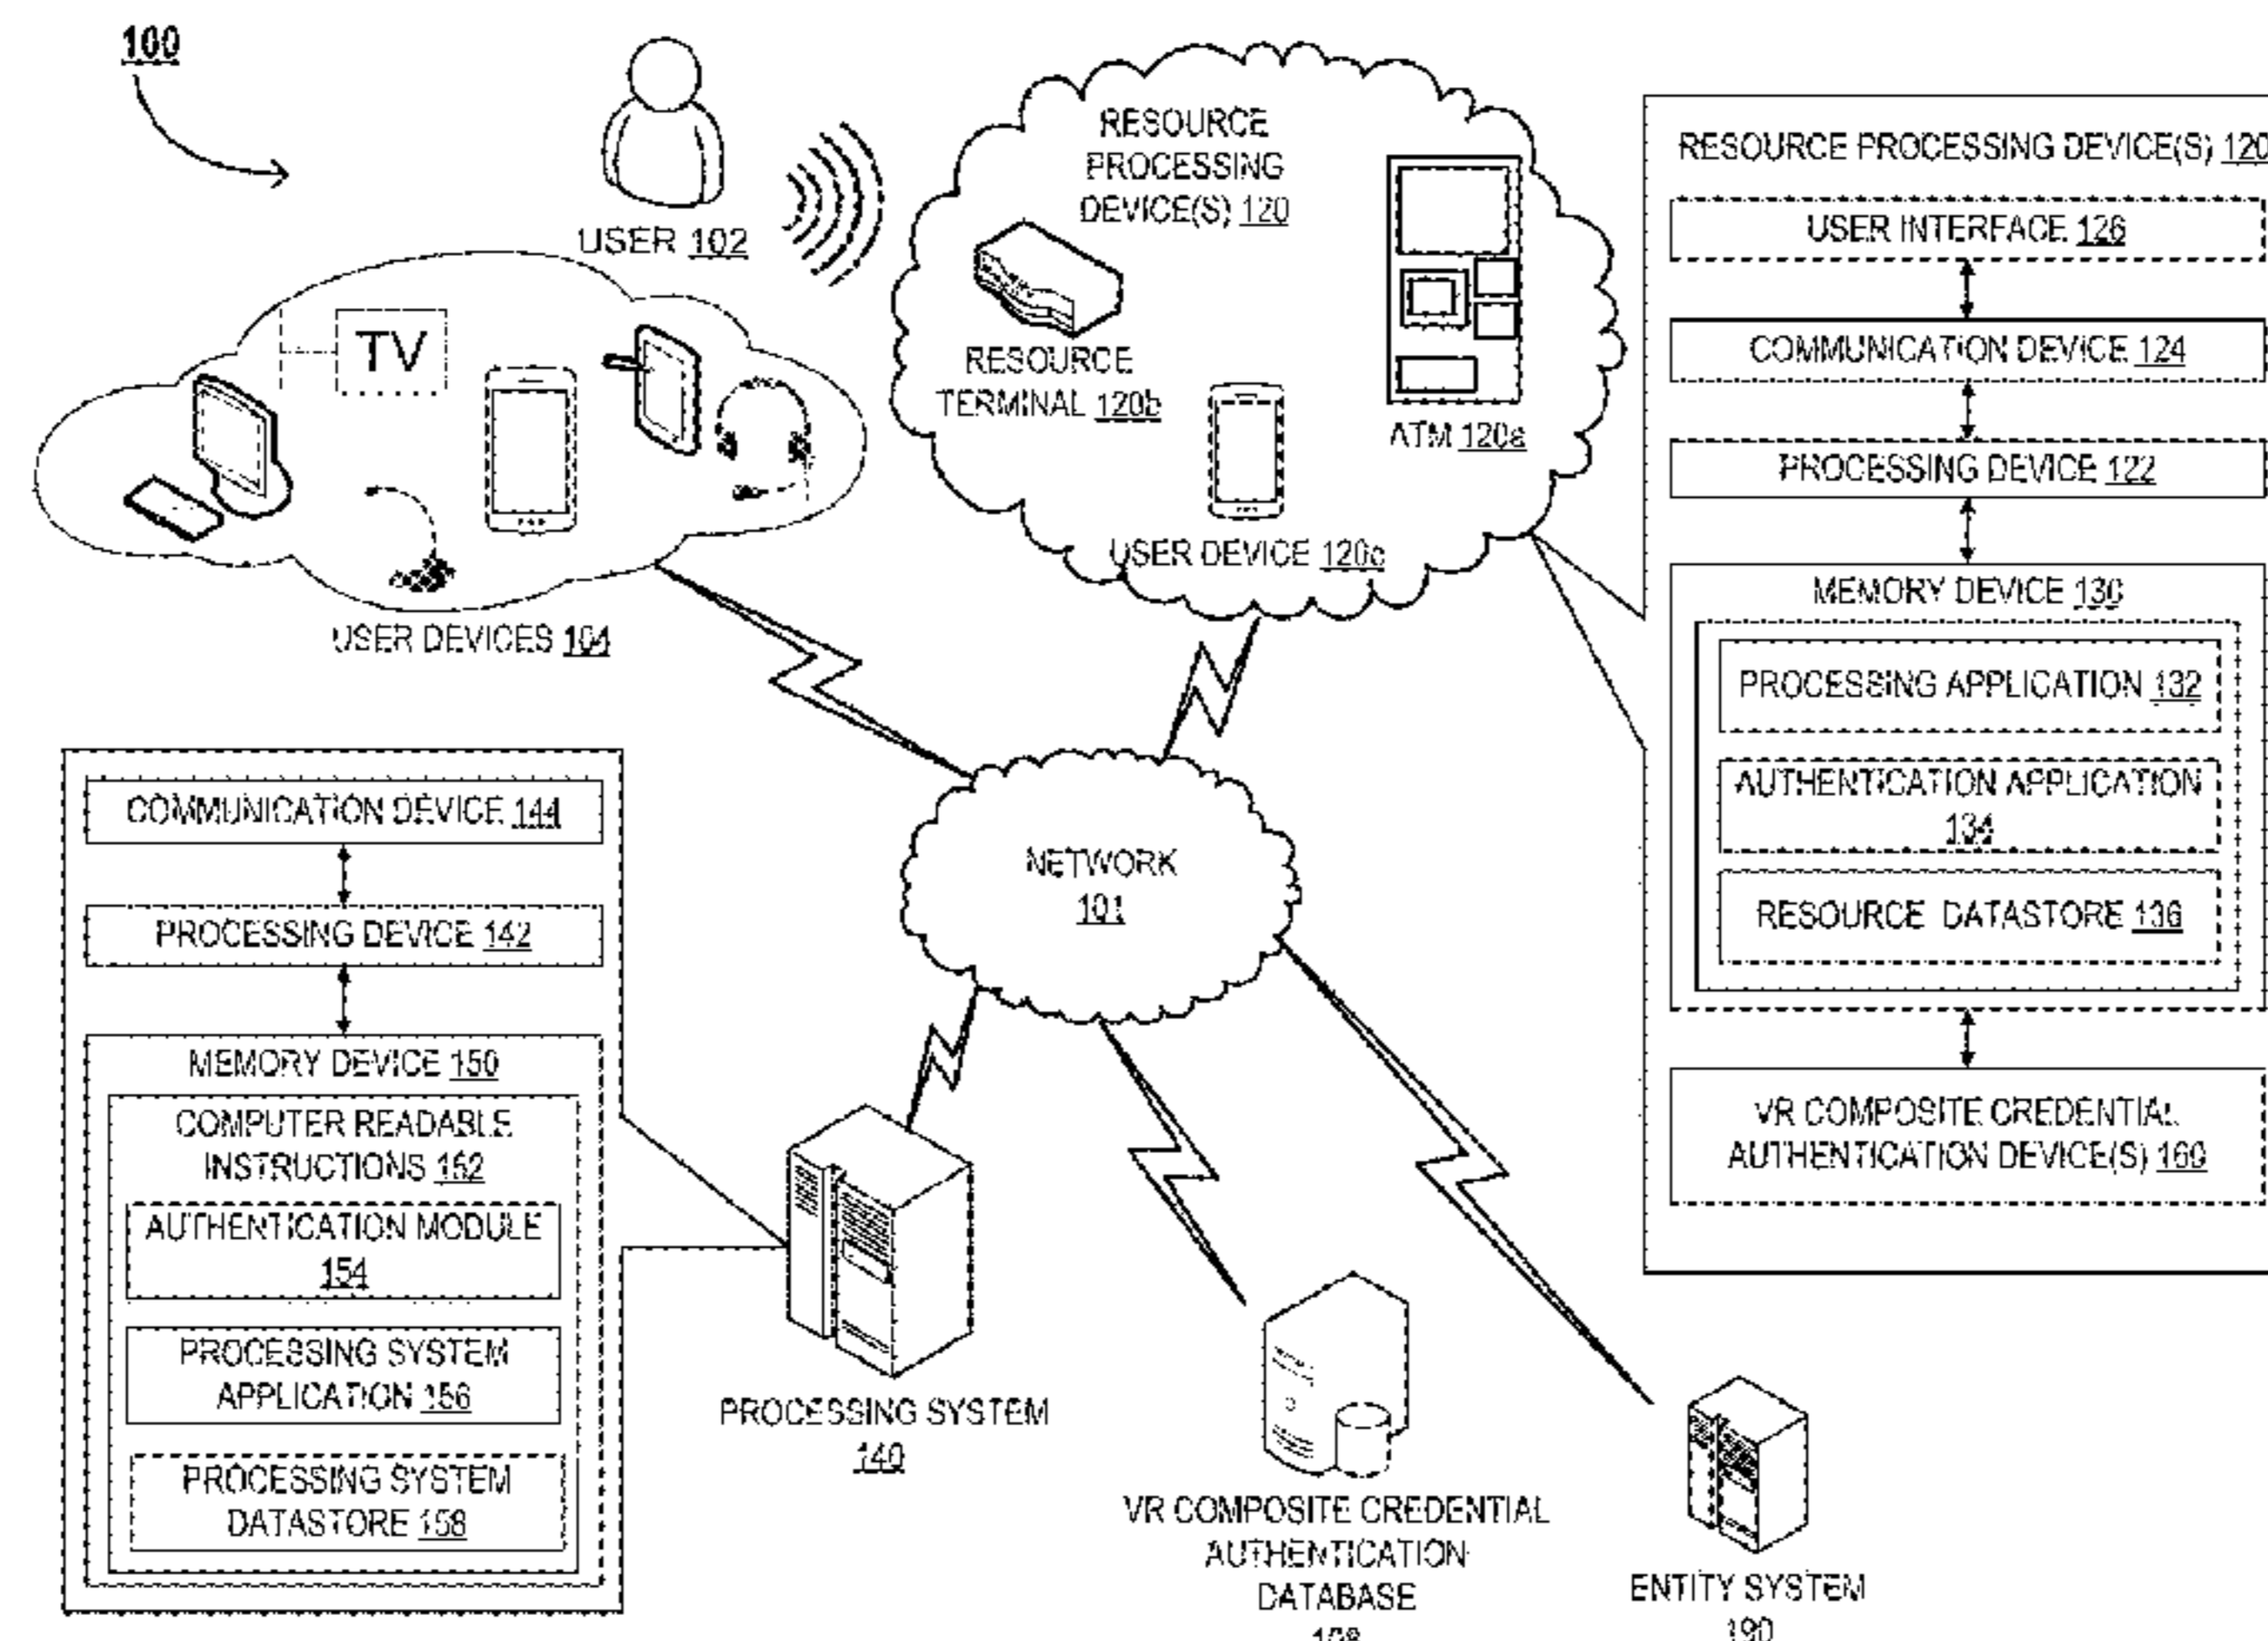 100
USER 102
TV
USER DEVICES 104
RESOURCE
PROCESSING
DEVICE(S) 120
RESOURCE
TERMINAL 120b
ATM 120a
USER DEVICE 120c
RESOURCE PROCESSING DEVICE(S) 120
USER INTERFACE 126
COMMUNICATION DEVICE 124
PROCESSING DEVICE 122
MEMORY DEVICE 130
PROCESSING APPLICATION 132
AUTHENTICATION APPLICATION
134
RESOURCE DATASTORE 136
VR COMPOSITE CREDENTIAL
AUTHENTICATION DEVICE(S) 160
NETWORK
101
COMMUNICATION DEVICE 144
PROCESSING DEVICE 142
MEMORY DEVICE 150
COMPUTER READABLE
INSTRUCTIONS 152
AUTHENTICATION MODULE
154
PROCESSING SYSTEM
APPLICATION 156
PROCESSING SYSTEM
DATASTORE 158
PROCESSING SYSTEM
140
VR COMPOSITE CREDENTIAL
AUTHENTICATION
DATABASE
ENTITY SYSTEM
190